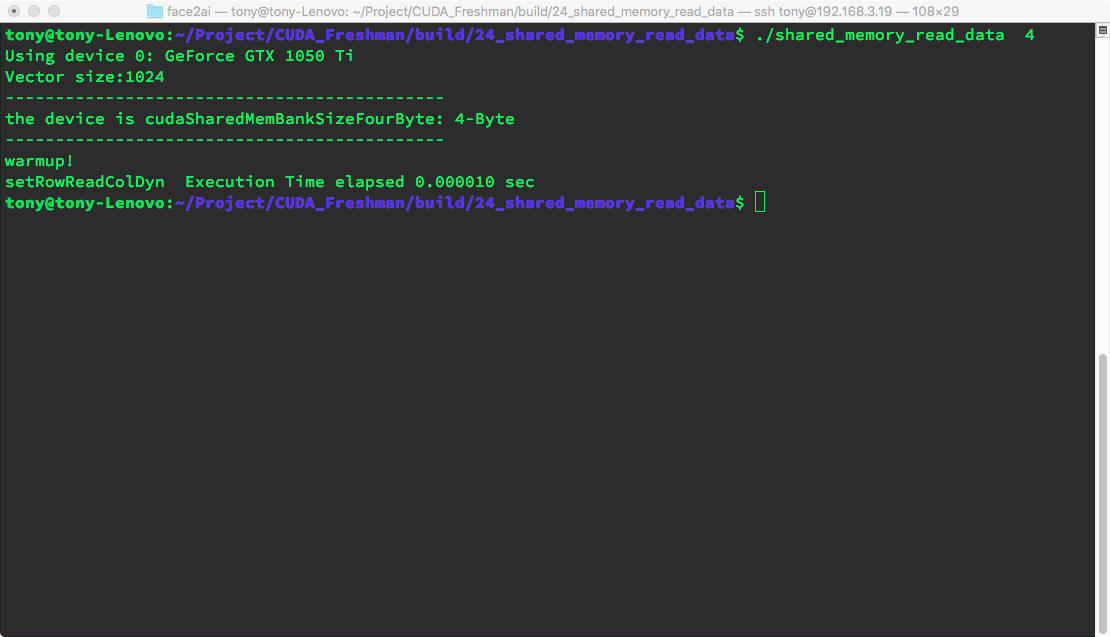 face2ai — tony@tony-Lenovo: ~/Project/CUDA_Freshman/build/24_shared_memory_read_data — ssh tony@192.168.3.19 — 108×29
tony@tony-Lenovo:~/Project/CUDA_Freshman/build/24_shared_memory_read_data$ ./shared_memory_read_data  4
Using device 0: GeForce GTX 1050 Ti
Vector size:1024
--------------------------------------------
the device is cudaSharedMemBankSizeFourByte: 4-Byte
--------------------------------------------
warmup!
setRowReadColDyn  Execution Time elapsed 0.000010 sec
tony@tony-Lenovo:~/Project/CUDA_Freshman/build/24_shared_memory_read_data$